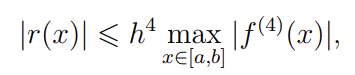 |r(x)| ⩽ h⁴ max_{x∈[a,b]} |f⁽⁴⁾(x)|,